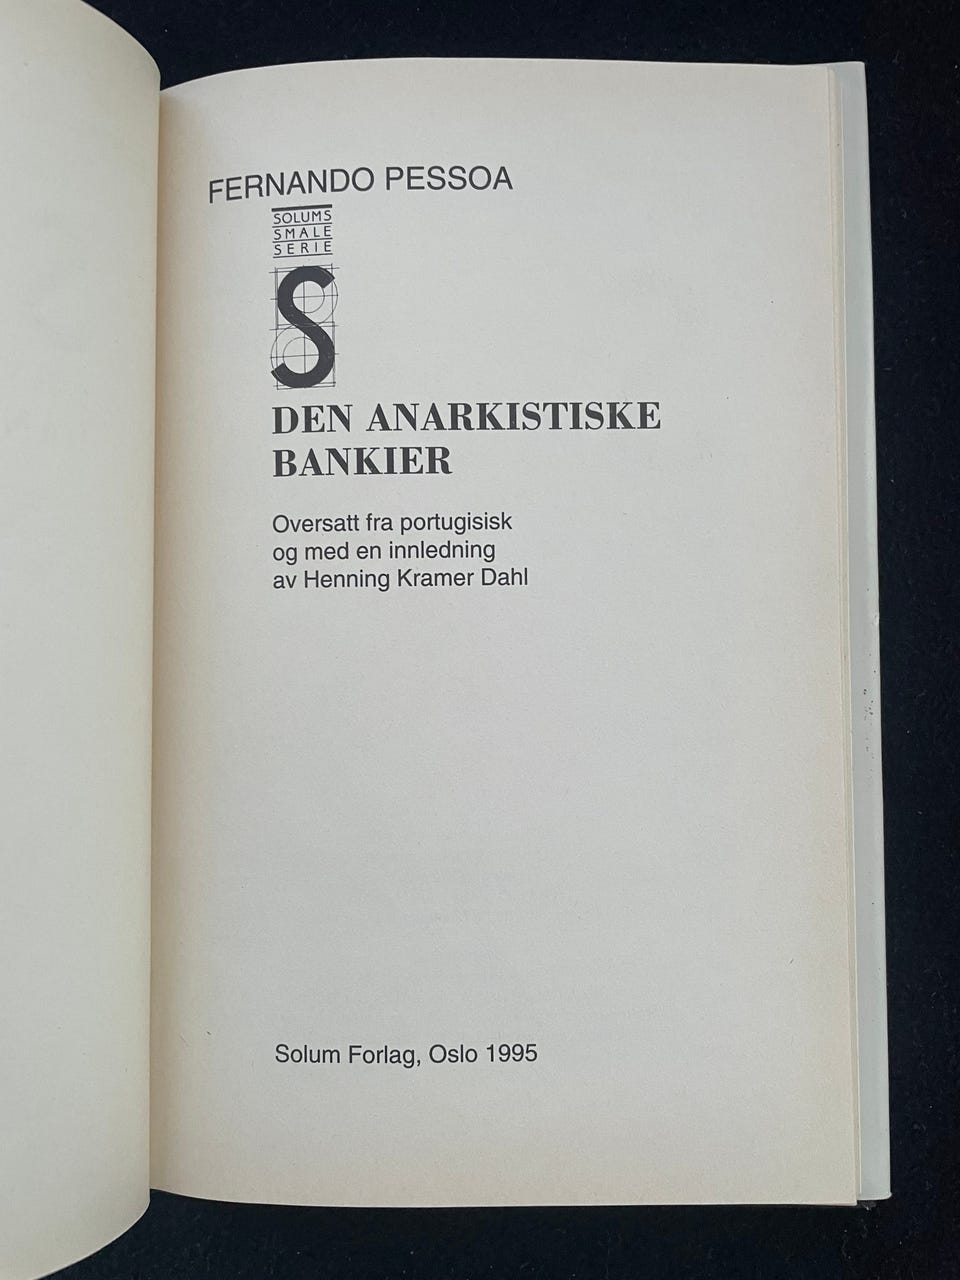 FERNANDO PESSOA
SOLUMS
SMALE
SERIE
S
DEN ANARKISTISKE
BANKIER
Oversatt fra portugisisk
og med en innledning
av Henning Kramer Dahl
Solum Forlag, Oslo 1995